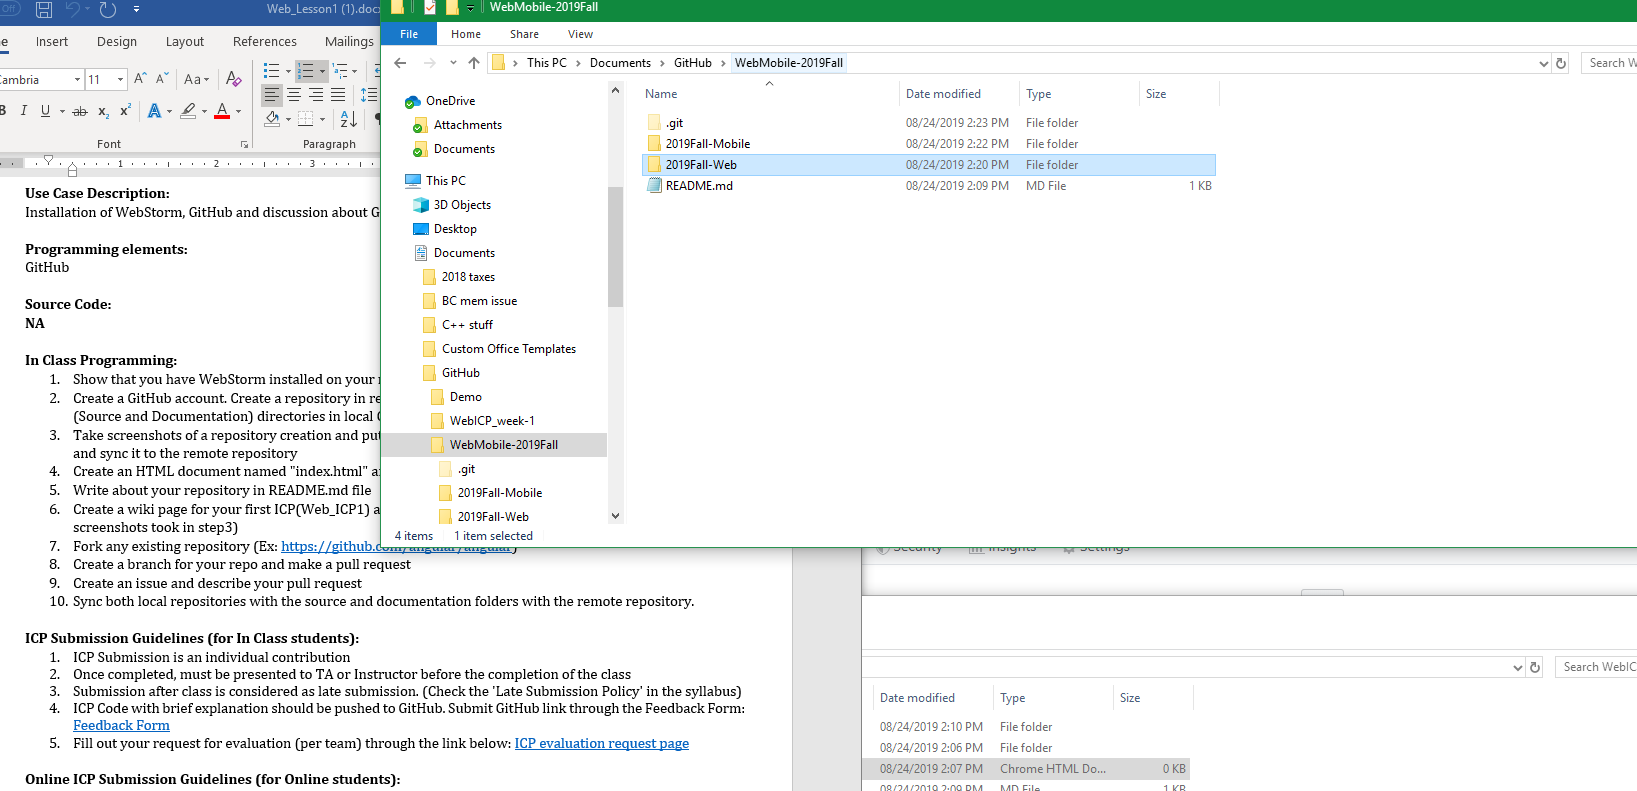 Off
Web_Lesson1 (1).docx
Insert Design Layout References Mailings
Cambria 11 A A Aa A
B I U ab x2 x2 A A
Font Paragraph
1 2 3
WebMobile-2019Fall
File Home Share View
This PC Documents GitHub WebMobile-2019Fall
Search W
Name Date modified Type Size
.git 08/24/2019 2:23 PM File folder
2019Fall-Mobile 08/24/2019 2:22 PM File folder
2019Fall-Web 08/24/2019 2:20 PM File folder
README.md 08/24/2019 2:09 PM MD File 1 KB
OneDrive
Attachments
Documents
This PC
3D Objects
Desktop
Documents
2018 taxes
BC mem issue
C++ stuff
Custom Office Templates
GitHub
Demo
WebICP_week-1
WebMobile-2019Fall
.git
2019Fall-Mobile
2019Fall-Web
4 items 1 item selected
Use Case Description:
Installation of WebStorm, GitHub and discussion about G
Programming elements:
GitHub
Source Code:
NA
In Class Programming:
1. Show that you have WebStorm installed on your
2. Create a GitHub account. Create a repository in re
(Source and Documentation) directories in local
3. Take screenshots of a repository creation and put
and sync it to the remote repository
4. Create an HTML document named "index.html" a
5. Write about your repository in README.md file
6. Create a wiki page for your first ICP(Web_ICP1) a
screenshots took in step3)
7. Fork any existing repository (Ex: https://github.com/angular/angular)
8. Create a branch for your repo and make a pull request
9. Create an issue and describe your pull request
10. Sync both local repositories with the source and documentation folders with the remote repository.
ICP Submission Guidelines (for In Class students):
1. ICP Submission is an individual contribution
2. Once completed, must be presented to TA or Instructor before the completion of the class
3. Submission after class is considered as late submission. (Check the 'Late Submission Policy' in the syllabus)
4. ICP Code with brief explanation should be pushed to GitHub. Submit GitHub link through the Feedback Form:
Feedback Form
5. Fill out your request for evaluation (per team) through the link below: ICP evaluation request page
Online ICP Submission Guidelines (for Online students):
Security Insights Settings
Search WebIC
Date modified Type Size
08/24/2019 2:10 PM File folder
08/24/2019 2:06 PM File folder
08/24/2019 2:07 PM Chrome HTML Do... 0 KB
08/24/2019 2:09 PM MD File 1 KB